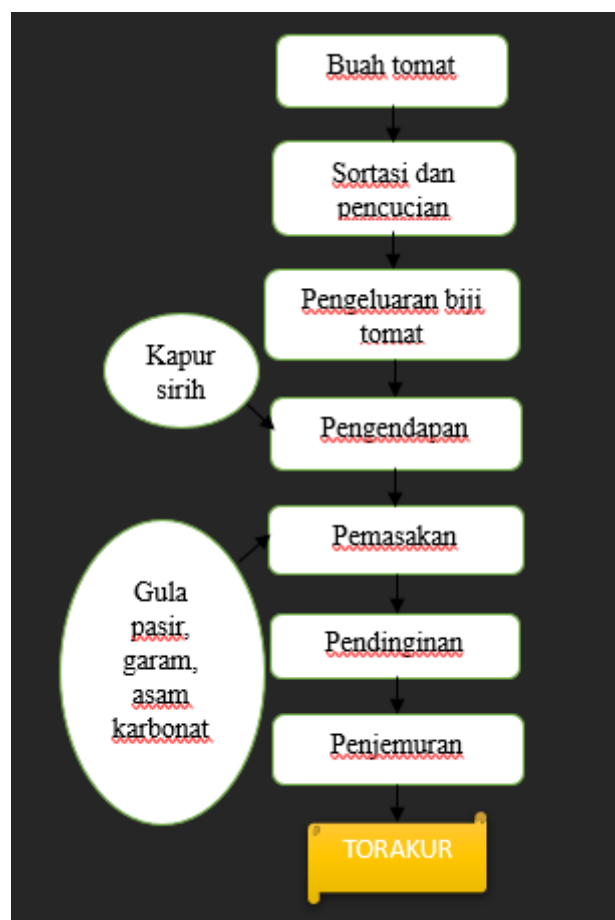 Buah tomat
Sortasi dan
pencucian
Pengeluaran biji
tomat
Kapur
sirih
Pengendapan
Pemasakan
Gula
pasir,
garam,
asam
karbonat
Pendinginan
Penjemuran
TORAKUR